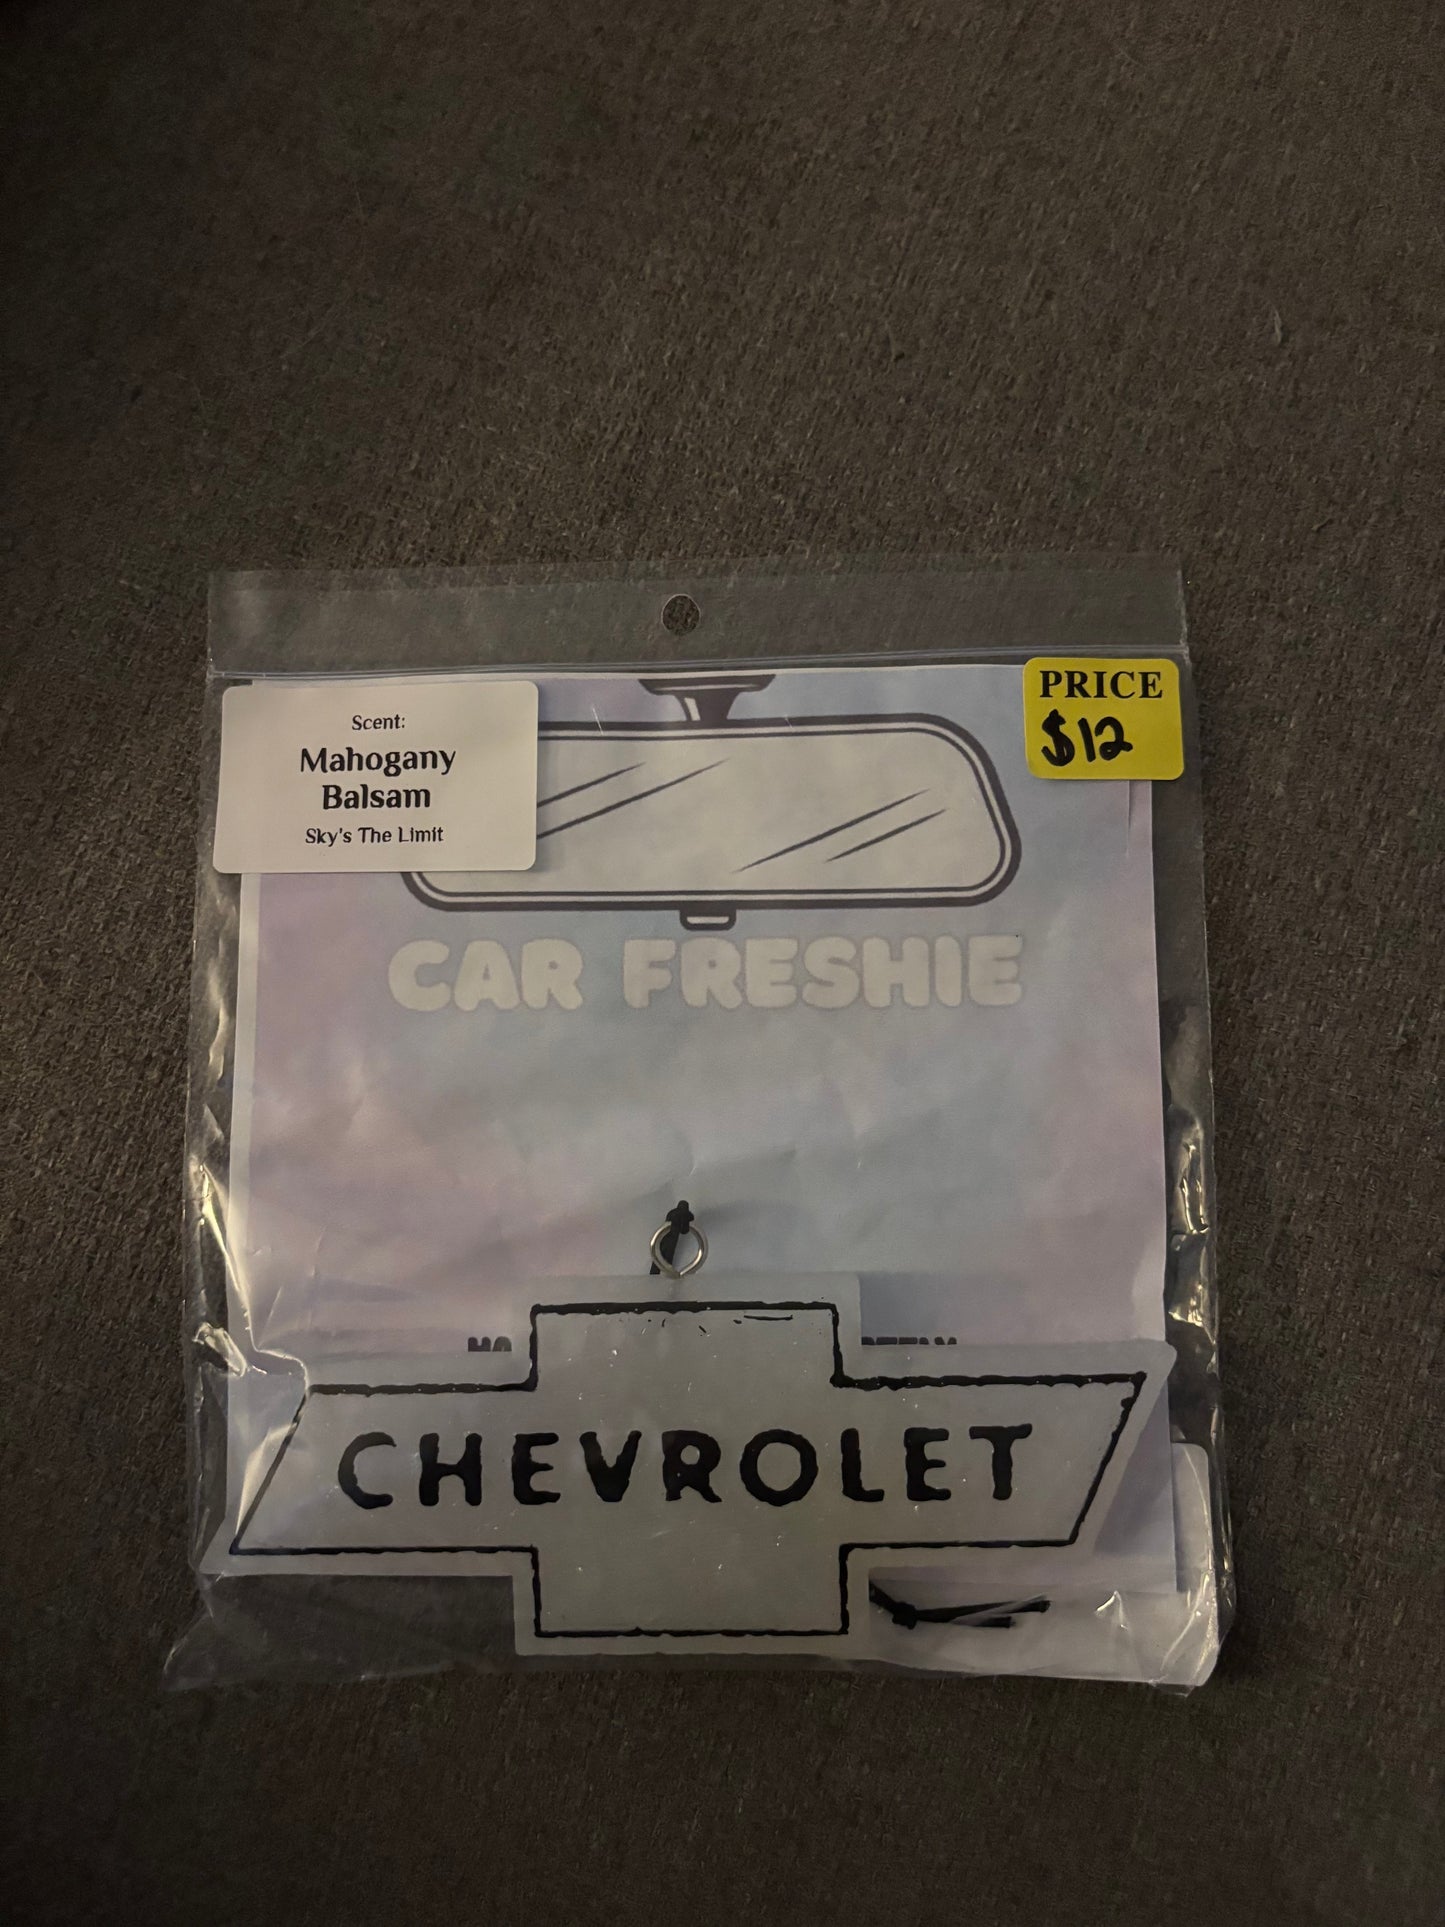 Scent:
Mahogany
Balsam
Sky's The Limit
PRICE
$12
CAR FRESHIE
CHEVROLET